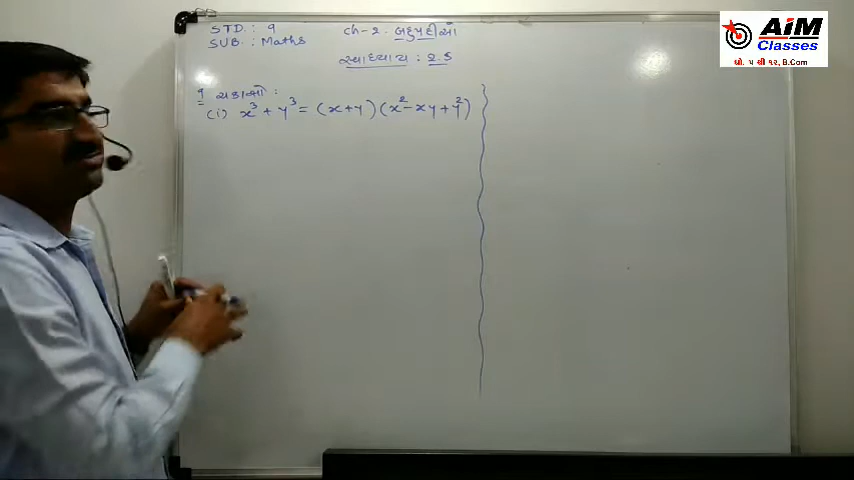 STD. : 9
SUB. : Maths
ch-2. બહુપદીઓ
સ્વાધ્યાય : 2.5
AiM
Classes
ધો. ૫ થી ૧૨, B.Com
૧ ચકાસો :
(i) x³ + y³ = (x+y)(x² - xy + y²)